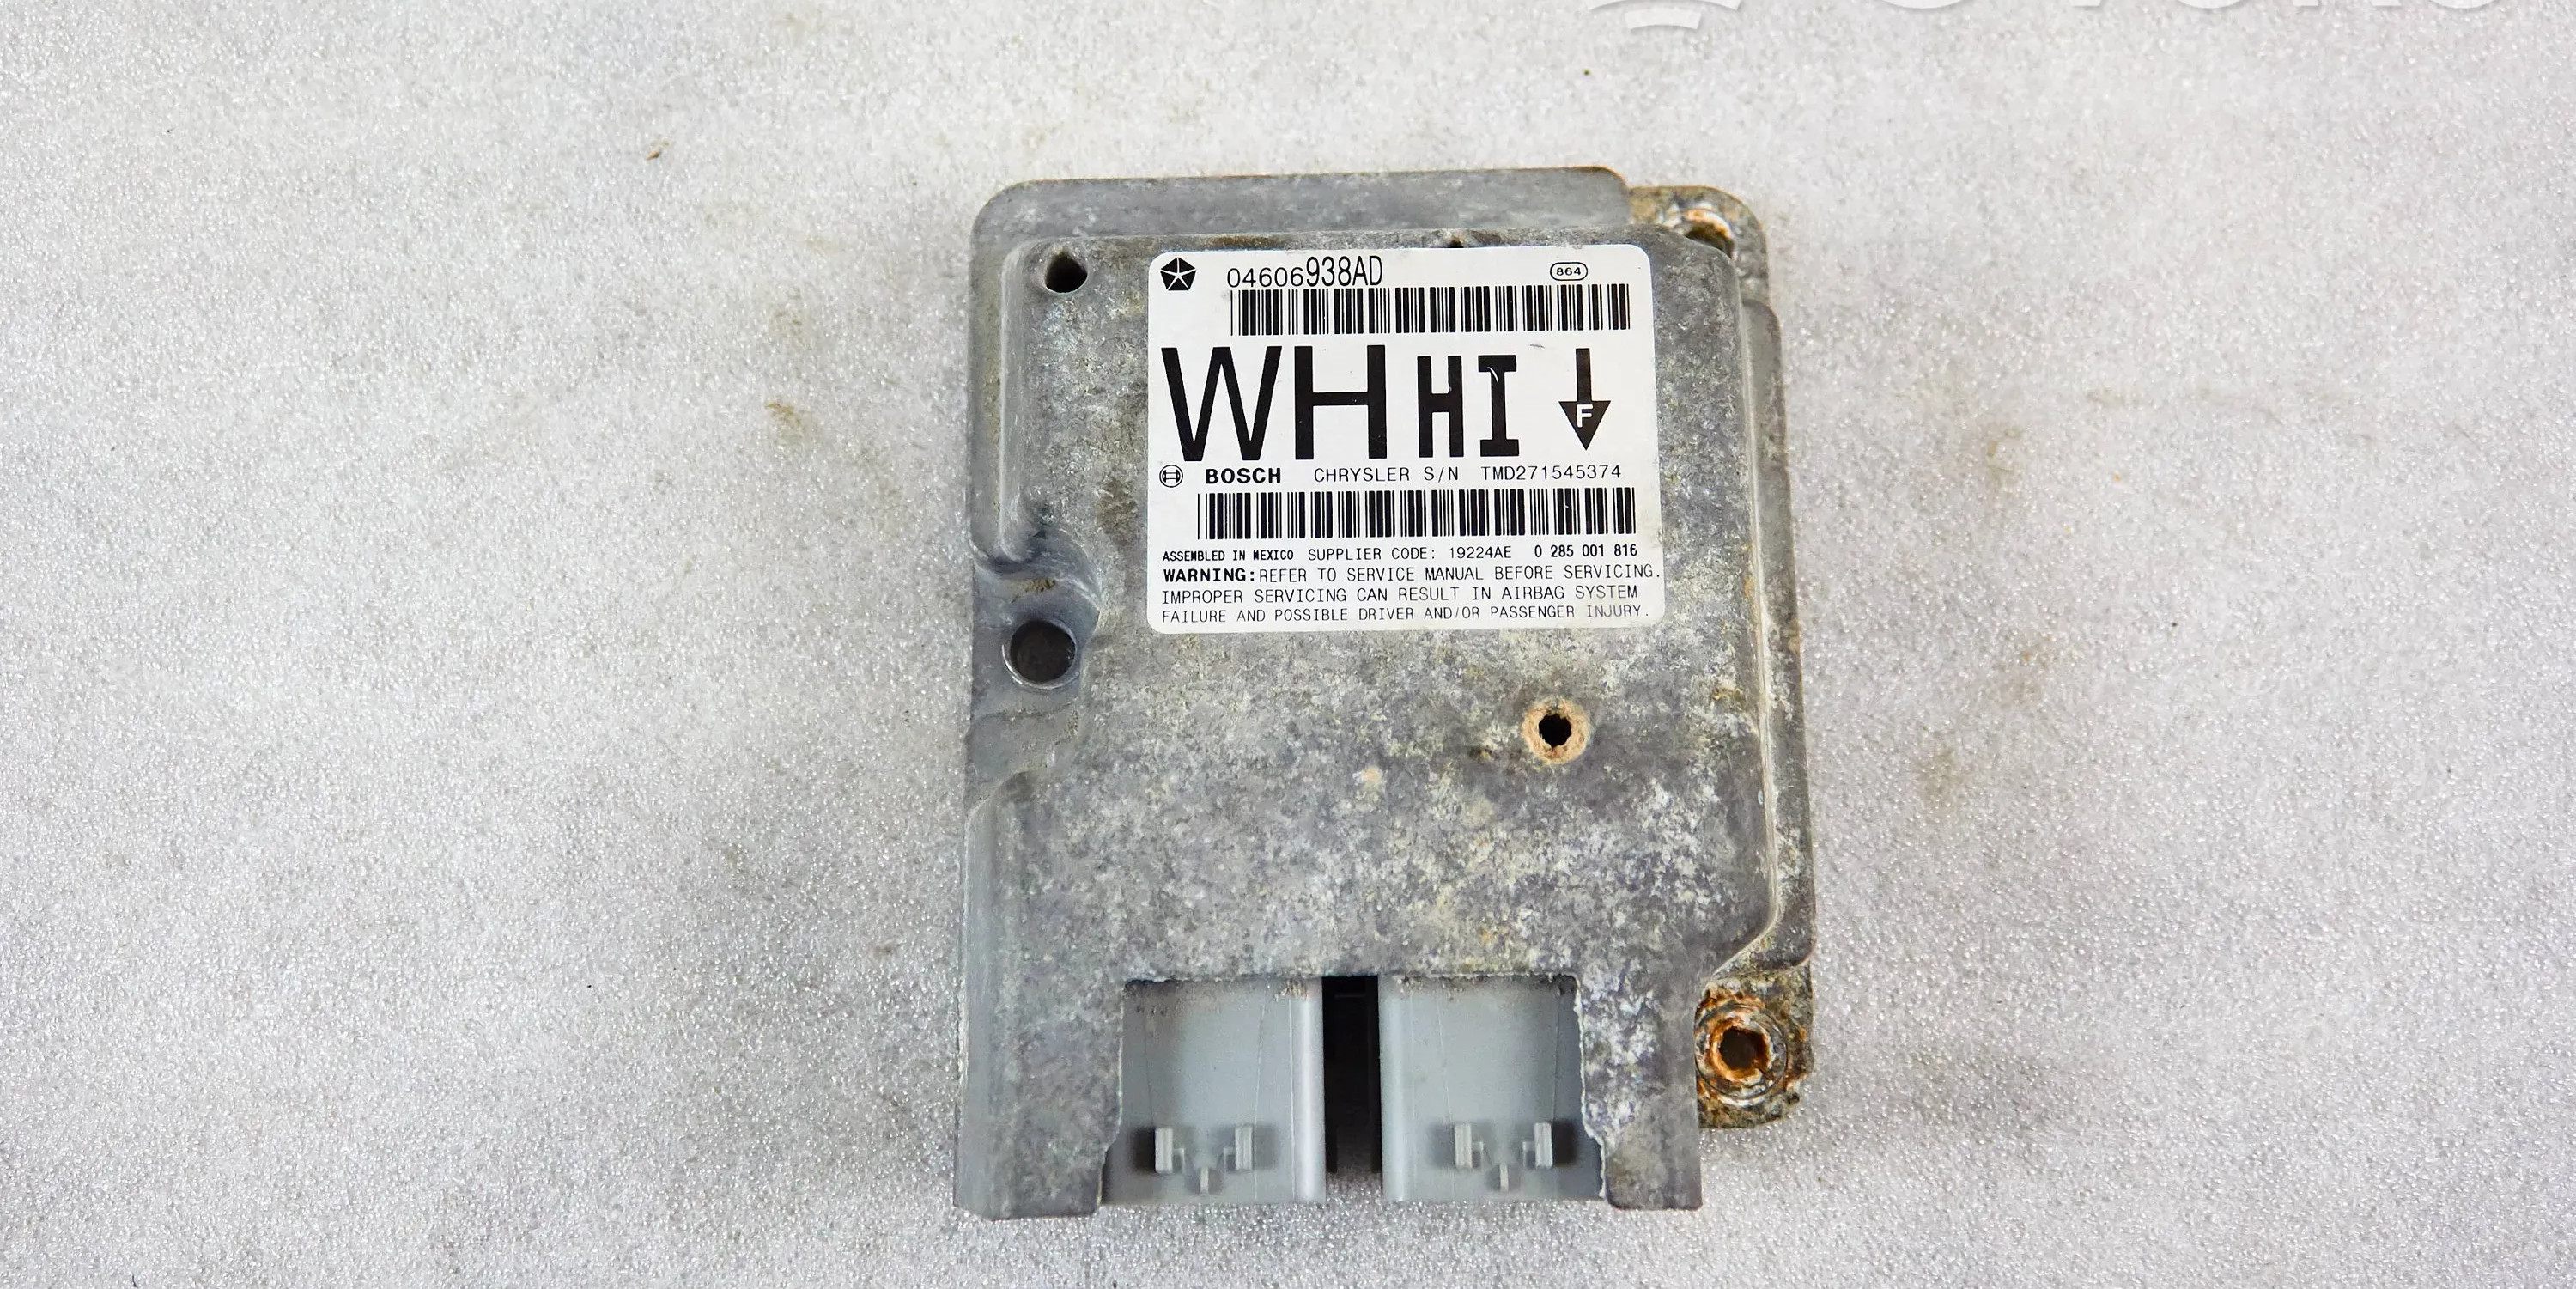 04606938AD 864
WH HI F
BOSCH CHRYSLER S/N TMD271545374
ASSEMBLED IN MEXICO SUPPLIER CODE: 19224AE 0 285 001 816
WARNING: REFER TO SERVICE MANUAL BEFORE SERVICING.
IMPROPER SERVICING CAN RESULT IN AIRBAG SYSTEM
FAILURE AND POSSIBLE DRIVER AND/OR PASSENGER INJURY.